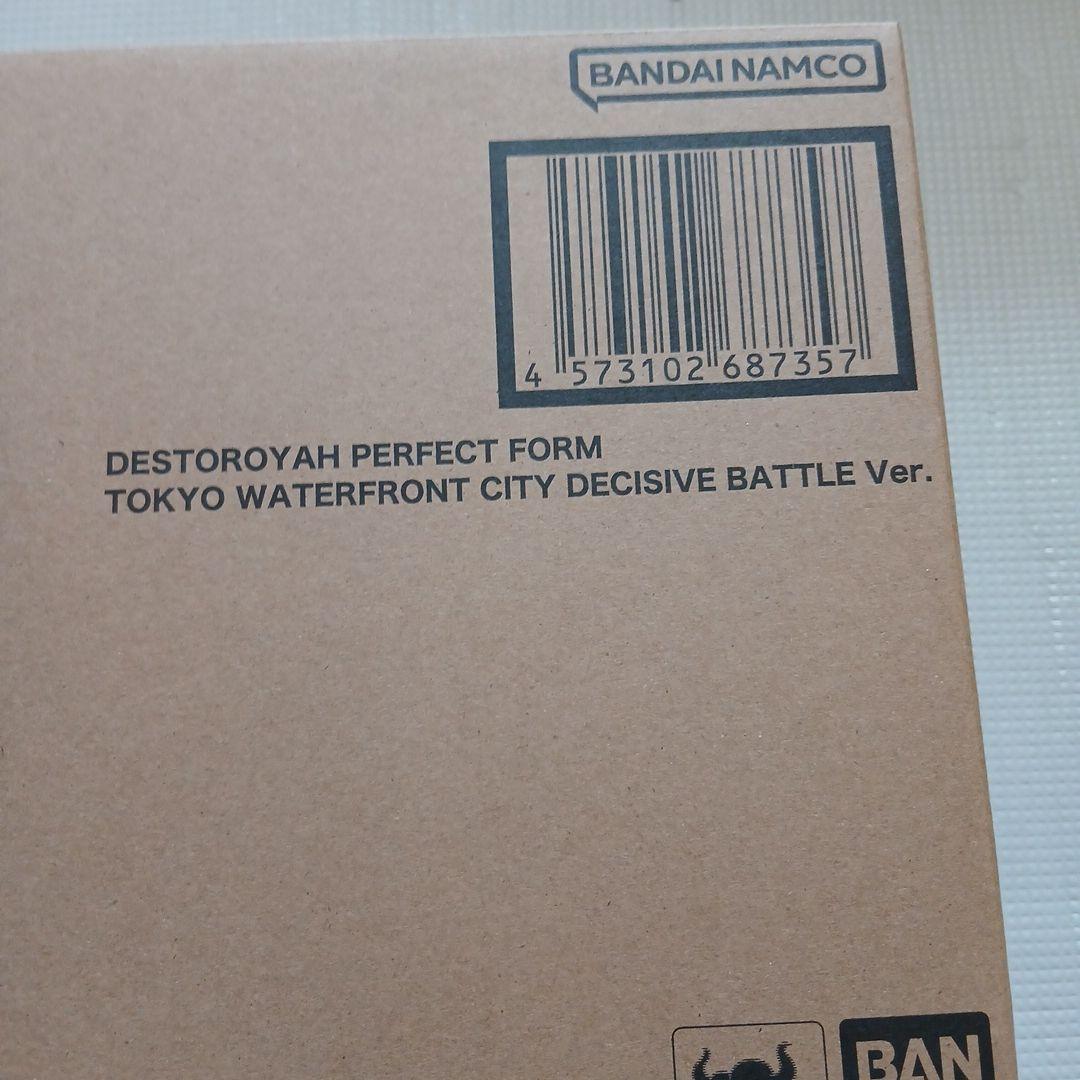 BANDAI NAMCO
4 573102 687357
DESTOROYAH PERFECT FORM
TOKYO WATERFRONT CITY DECISIVE BATTLE Ver.
BAN